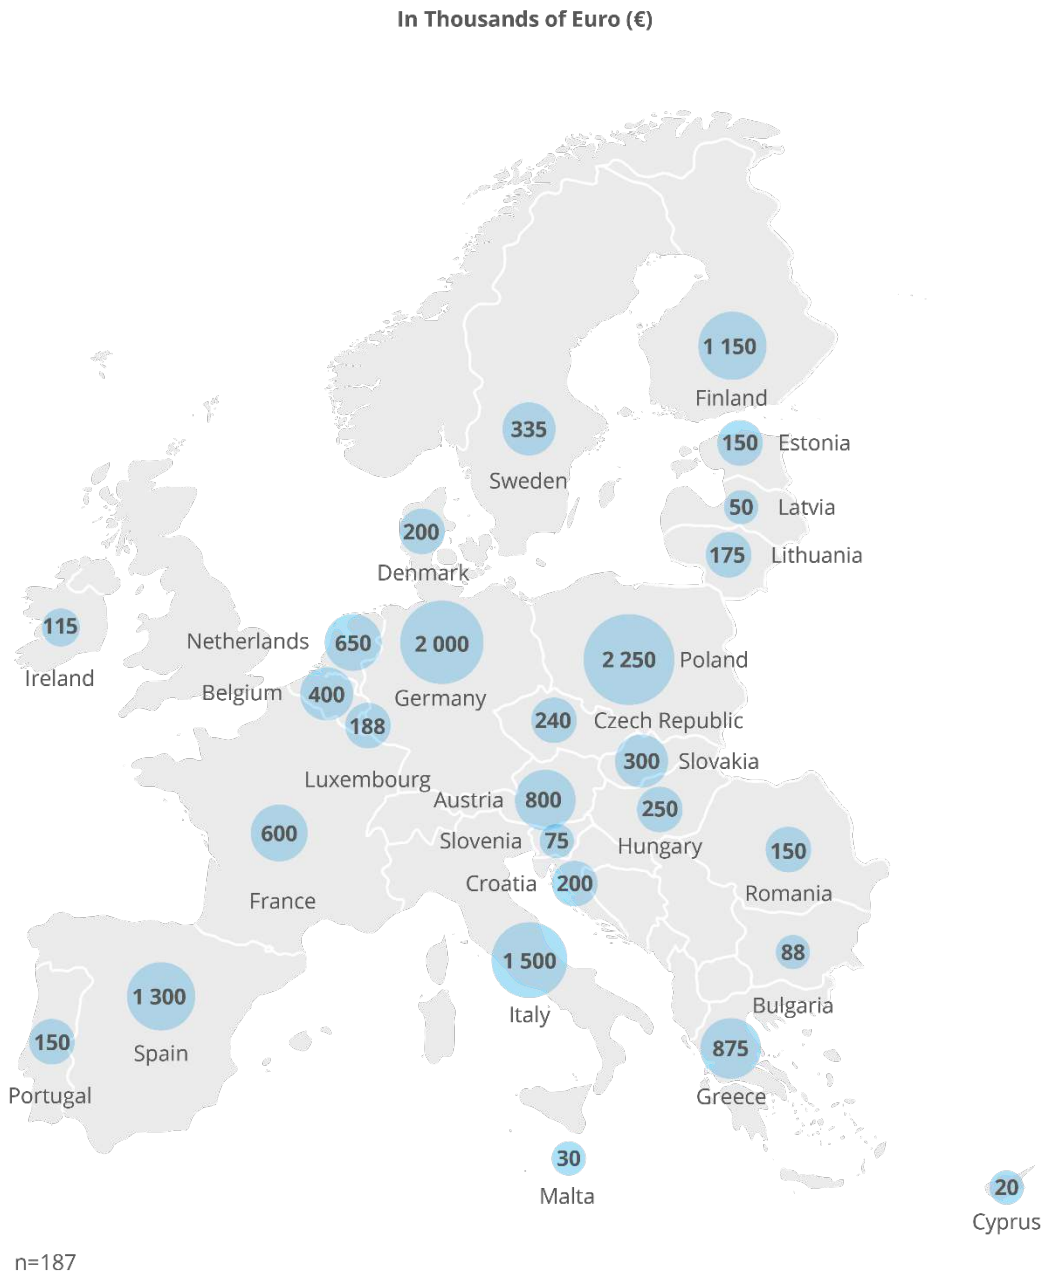 In Thousands of Euro (€)
1 150
Finland
335
Sweden
150 Estonia
50 Latvia
175 Lithuania
200
Denmark
115
Ireland
Netherlands 650
2 000
Germany
2 250 Poland
Belgium 400
188
Luxembourg
240 Czech Republic
300 Slovakia
Austria 800
250
Hungary
600
France
Slovenia 75
150
Romania
Croatia 200
88
Bulgaria
1 500
Italy
1 300
Spain
150
Portugal
875
Greece
30
Malta
20
Cyprus
n=187